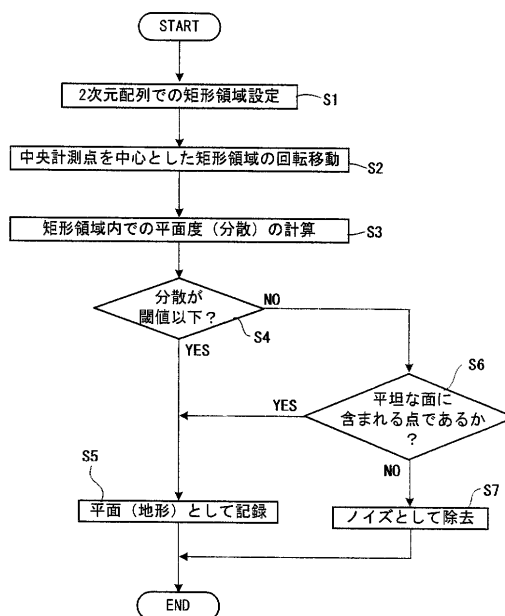 START
2次元配列での矩形領域設定
S1
中央計測点を中心とした矩形領域の回転移動
S2
矩形領域内での平面度（分散）の計算
S3
分散が
閾値以下？
NO
S4
YES
S6
平坦な面に
含まれる点であるか
？
YES
NO
S5
平面（地形）として記録
S7
ノイズとして除去
END